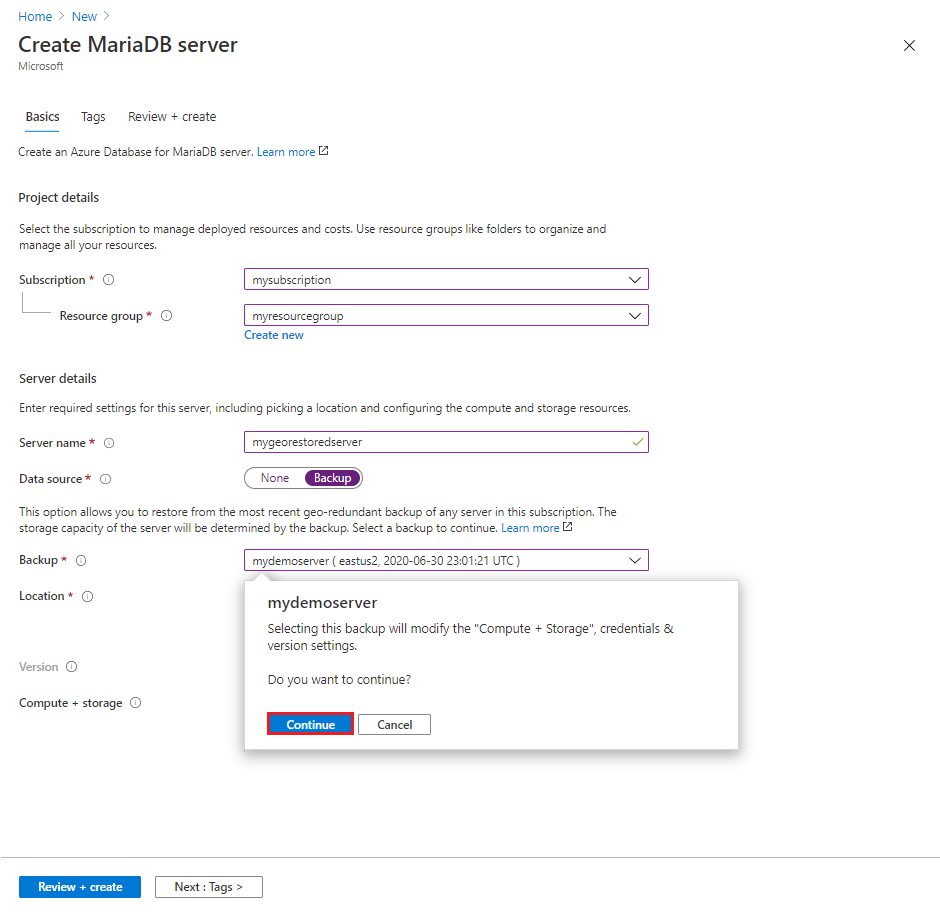 Home > New >
Create MariaDB server
Microsoft
Basics Tags Review + create
Create an Azure Database for MariaDB server. Learn more
Project details
Select the subscription to manage deployed resources and costs. Use resource groups like folders to organize and
manage all your resources.
Subscription * mysubscription
Resource group * myresourcegroup
Create new
Server details
Enter required settings for this server, including picking a location and configuring the compute and storage resources.
Server name * mygeorestoredserver
Data source * None Backup
This option allows you to restore from the most recent geo-redundant backup of any server in this subscription. The
storage capacity of the server will be determined by the backup. Select a backup to continue. Learn more
Backup * mydemoserver ( eastus2, 2020-06-30 23:01:21 UTC )
Location *
mydemoserver
Selecting this backup will modify the "Compute + Storage", credentials &
version settings.
Do you want to continue?
Continue Cancel
Version
Compute + storage
Review + create Next : Tags >